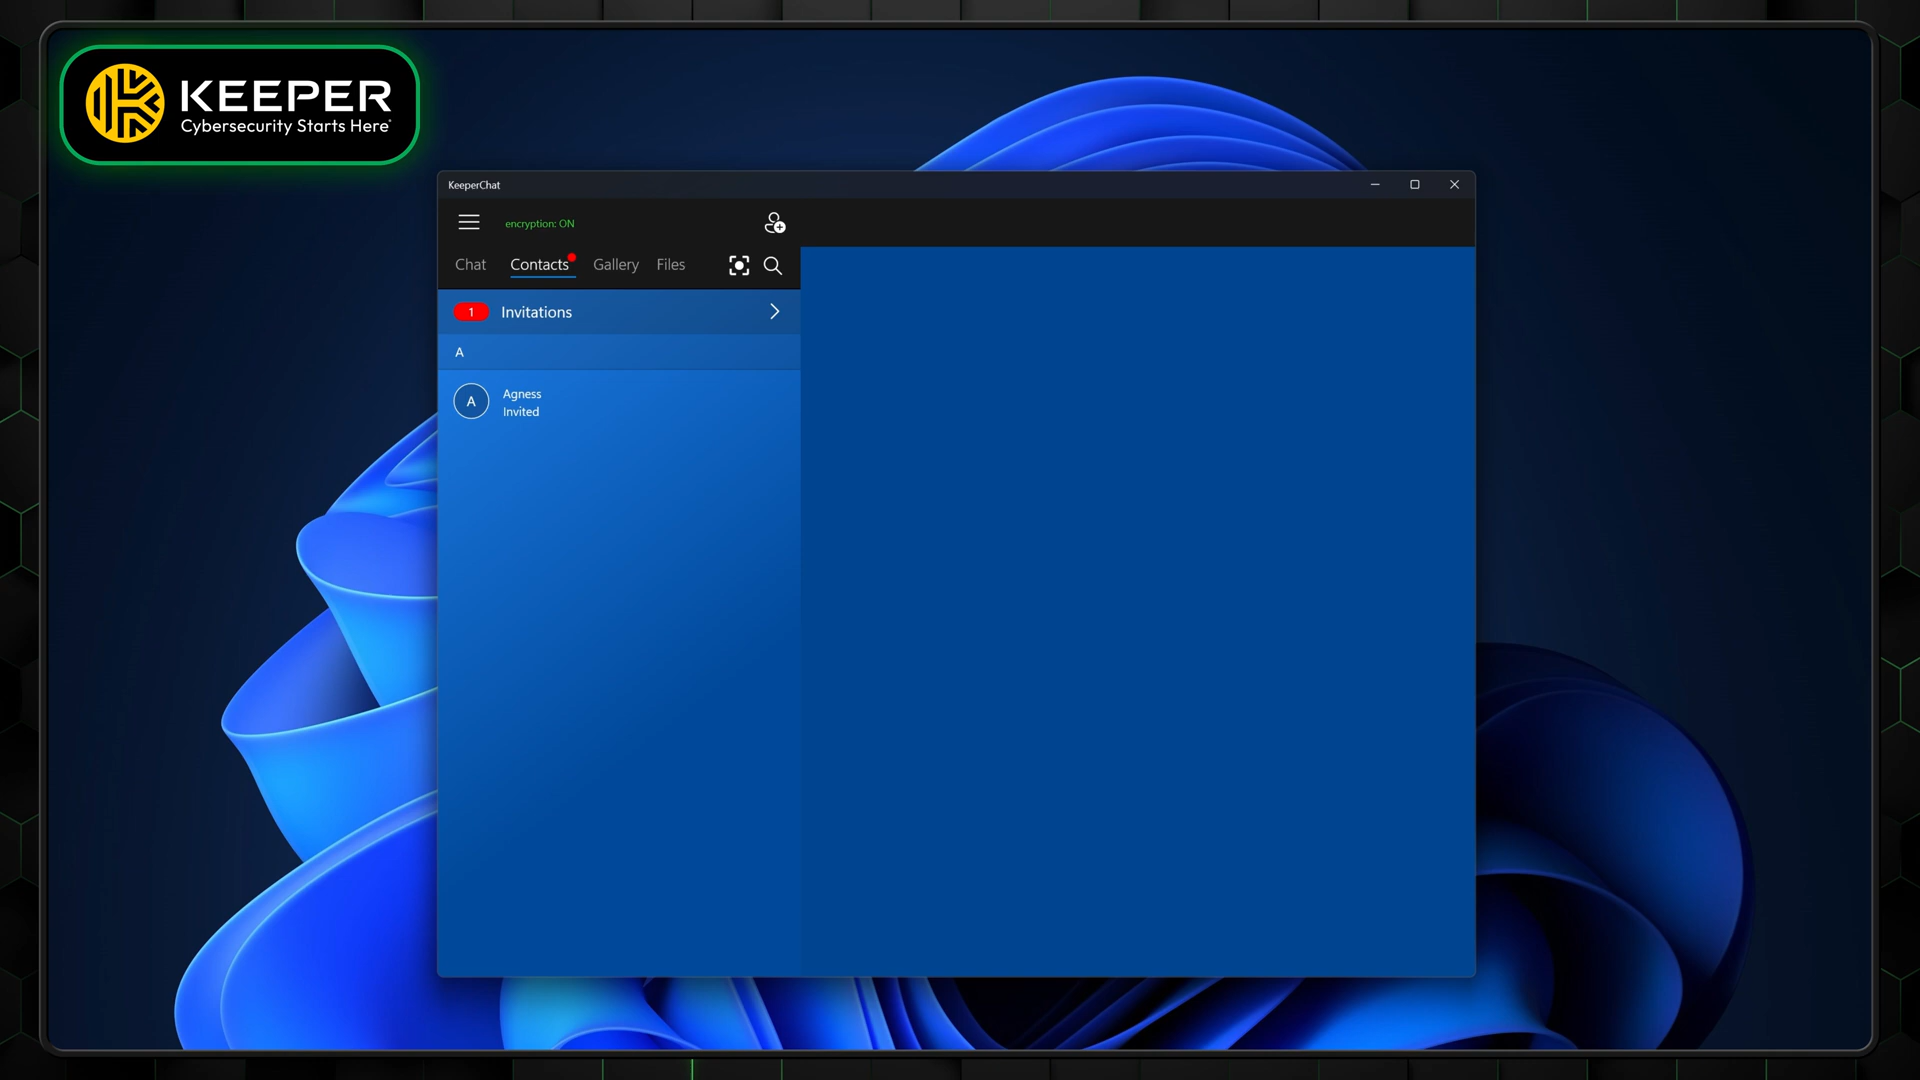 KEEPER
Cybersecurity Starts Here®
KeeperChat
encryption: ON
Chat Contacts Gallery Files
1 Invitations
A
A Agness
Invited